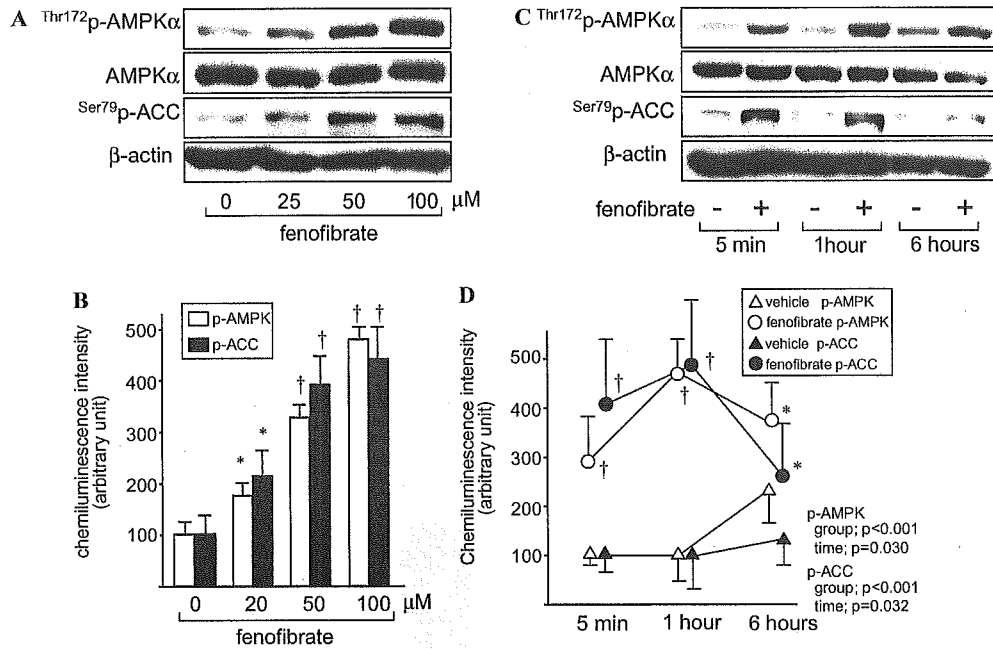 A
Thr172p-AMPKα
AMPKα
Ser79p-ACC
β-actin
0 25 50 100 μM
fenofibrate
C
Thr172p-AMPKα
AMPKα
Ser79p-ACC
β-actin
fenofibrate - + - + - +
5 min 1hour 6 hours
B
p-AMPK
p-ACC
chemiluminescence intensity
(arbitrary unit)
500
400
300
200
100
* * † † † †
0 20 50 100 μM
fenofibrate
D
vehicle p-AMPK
fenofibrate p-AMPK
vehicle p-ACC
fenofibrate p-ACC
Chemiluminescence intensity
(arbitrary unit)
500
400
300
200
100
† † † † * *
p-AMPK
group; p<0.001
time; p=0.030
p-ACC
group; p<0.001
time; p=0.032
5 min 1 hour 6 hours